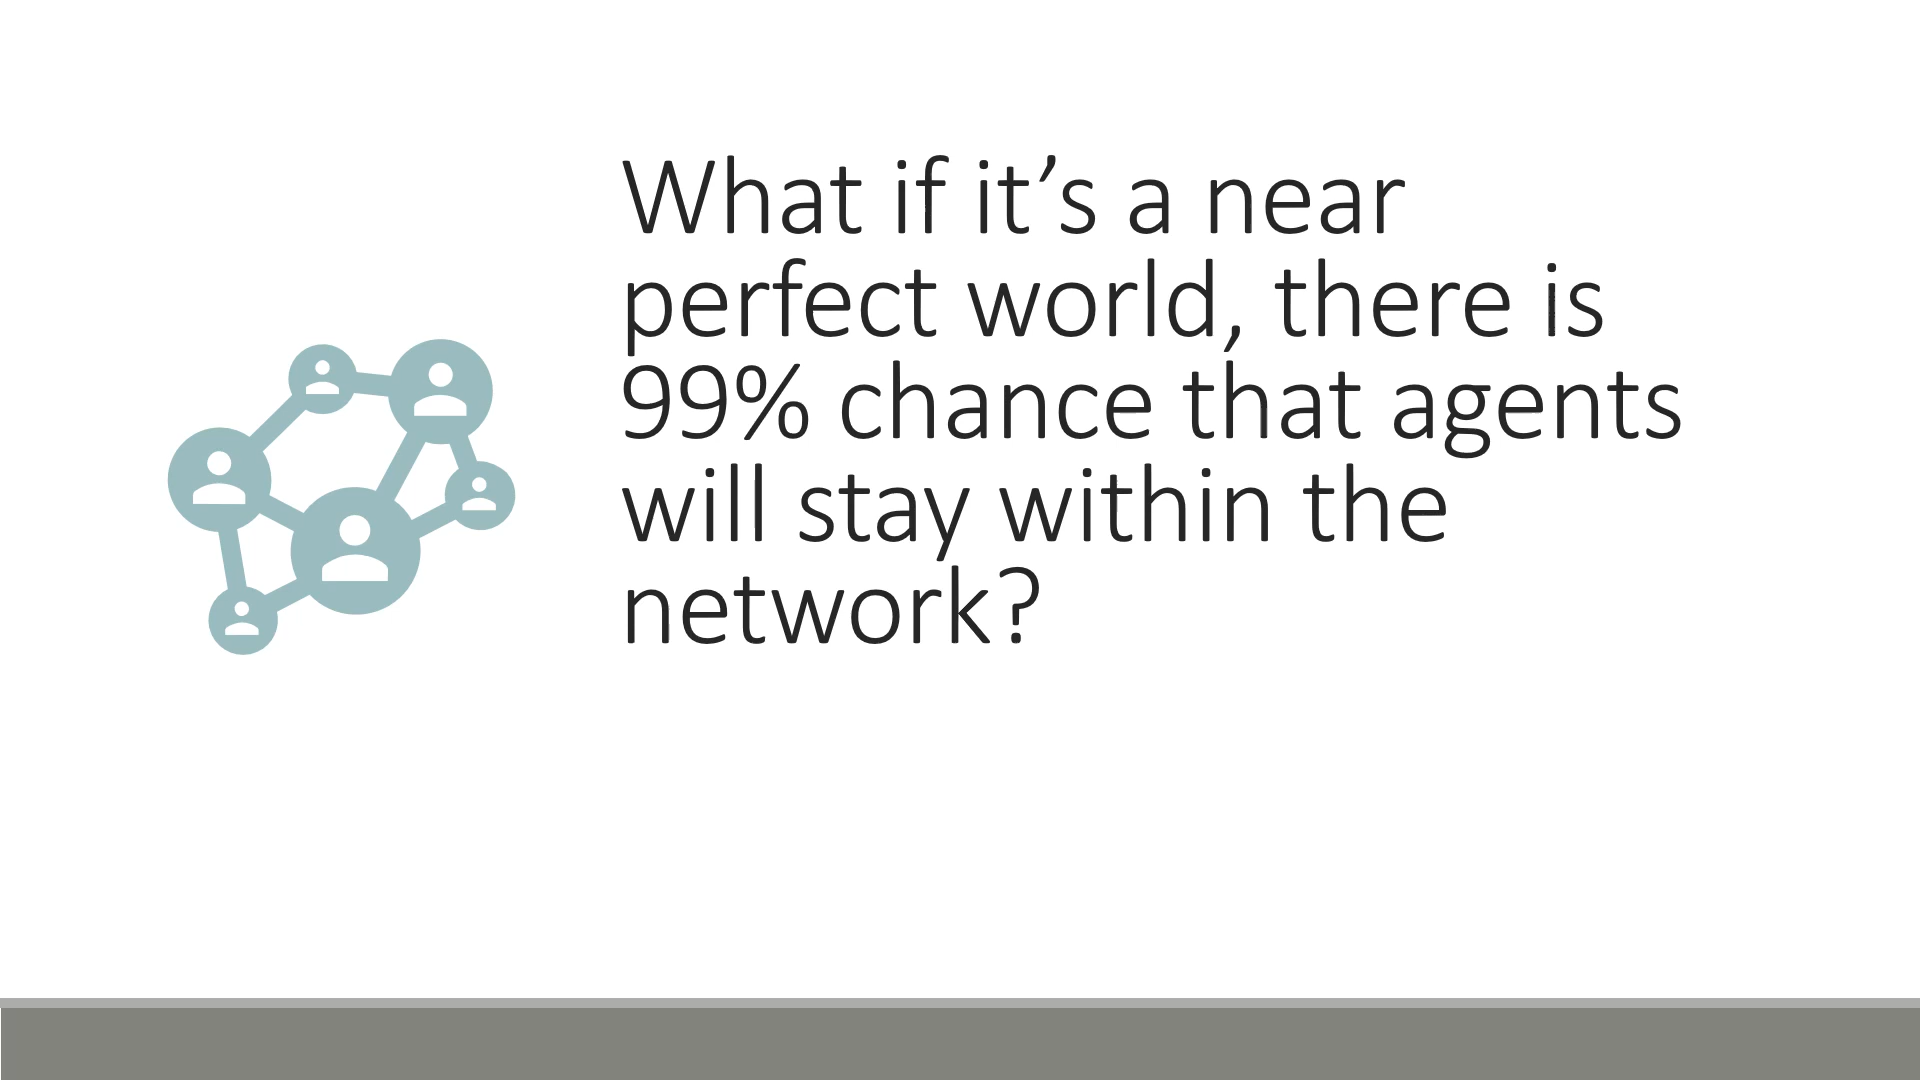 What if it’s a near
perfect world, there is
99% chance that agents
will stay within the
network?